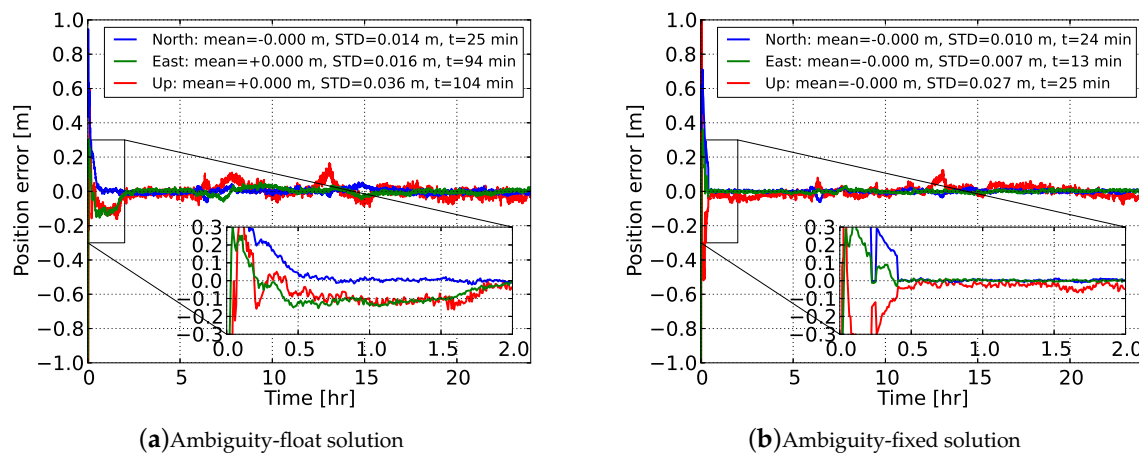 1.0
0.8
0.6
0.4
0.2
0.0
−0.2
−0.4
−0.6
−0.8
−1.0
Position error [m]
North: mean=-0.000 m, STD=0.014 m, t=25 min
East: mean=+0.000 m, STD=0.016 m, t=94 min
Up: mean=+0.000 m, STD=0.036 m, t=104 min
0.3
0.2
0.1
0.0
−0.1
−0.2
−0.3
0.0 0.5 1.0 1.5 2.0
0 5 10 15 20
Time [hr]
(a)Ambiguity-float solution
1.0
0.8
0.6
0.4
0.2
0.0
−0.2
−0.4
−0.6
−0.8
−1.0
Position error [m]
North: mean=-0.000 m, STD=0.010 m, t=24 min
East: mean=-0.000 m, STD=0.007 m, t=13 min
Up: mean=-0.000 m, STD=0.027 m, t=25 min
0.3
0.2
0.1
0.0
−0.1
−0.2
−0.3
0.0 0.5 1.0 1.5 2.0
0 5 10 15 20
Time [hr]
(b)Ambiguity-fixed solution